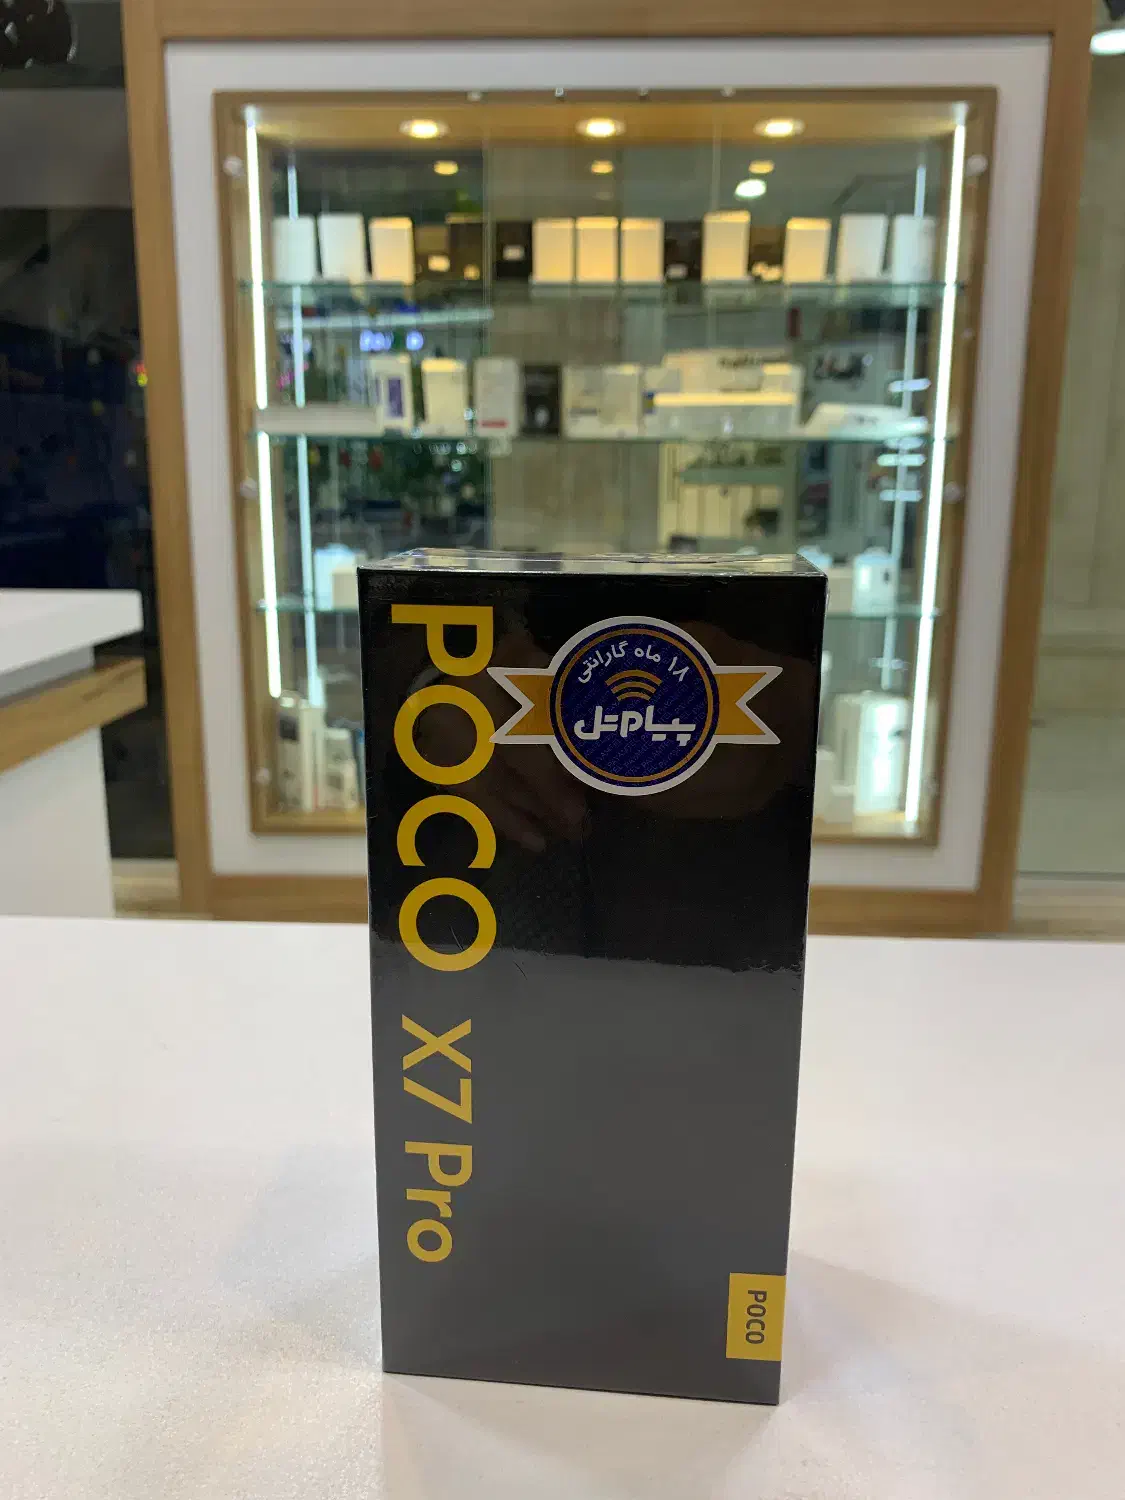 POCO X7 Pro
۱۸ ماه گارانتی
پیام تل
POCO